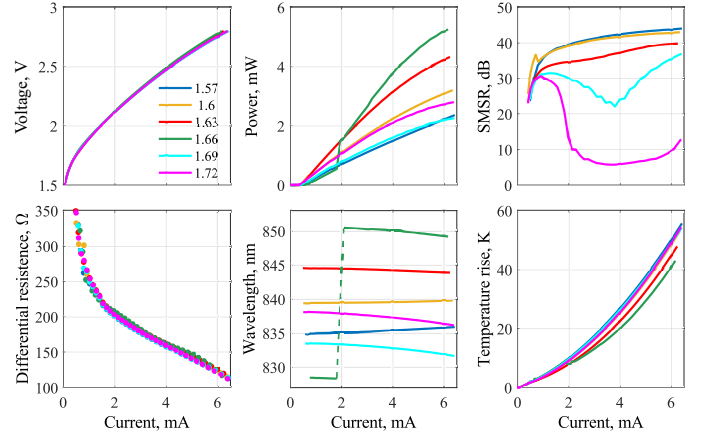 3
2.5
2
1.5
Voltage, V
1.57
1.6
1.63
1.66
1.69
1.72
6
4
2
0
Power, mW
50
40
30
20
10
0
SMSR, dB
350
300
250
200
150
100
Differential resistence, Ω
0 2 4 6
Current, mA
850
845
840
835
830
Wavelength, nm
0 2 4 6
Current, mA
60
40
20
0
Temperature rise, K
0 2 4 6
Current, mA